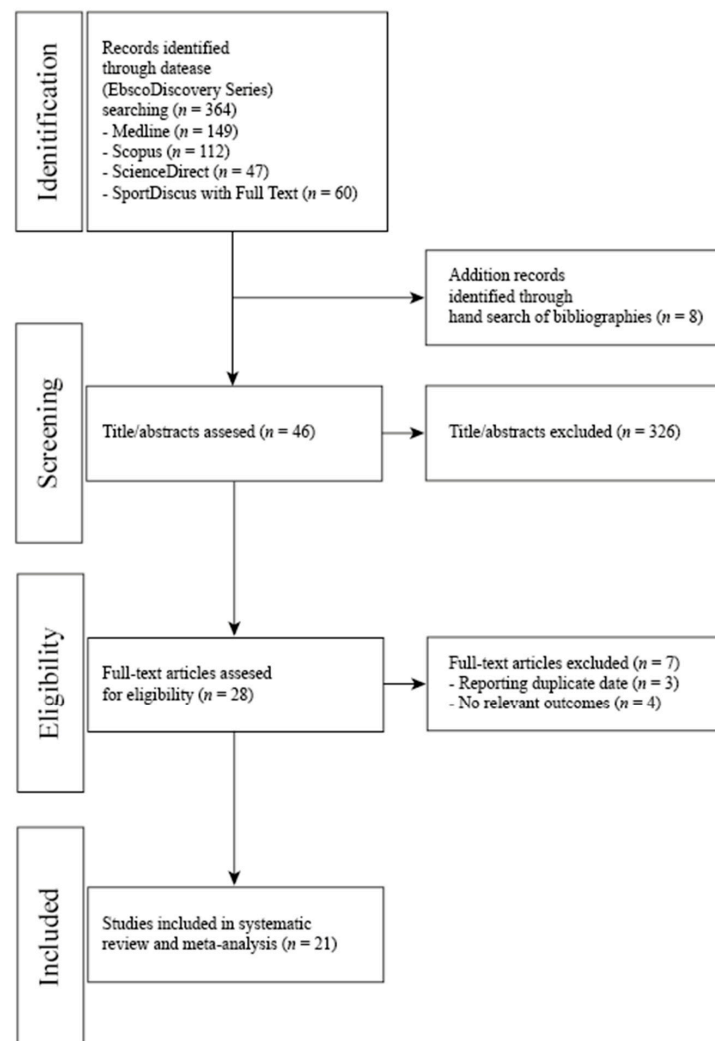 Idenitification
Records identified
through datease
(EbscoDiscovery Series)
searching (n = 364)
- Medline (n = 149)
- Scopus (n = 112)
- ScienceDirect (n = 47)
- SportDiscus with Full Text (n = 60)
Addition records
identified through
hand search of bibliographies (n = 8)
Screening
Title/abstracts assesed (n = 46)
Title/abstracts excluded (n = 326)
Eligibility
Full-text articles assesed
for eligibility (n = 28)
Full-text articles excluded (n = 7)
- Reporting duplicate date (n = 3)
- No relevant outcomes (n = 4)
Included
Studies included in systematic
review and meta-analysis (n = 21)